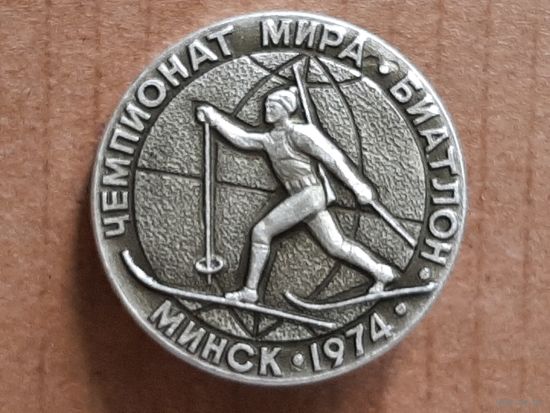 ЧЕМПИОНАТ МИРА · БИАТЛОН ·
МИНСК · 1974 ·